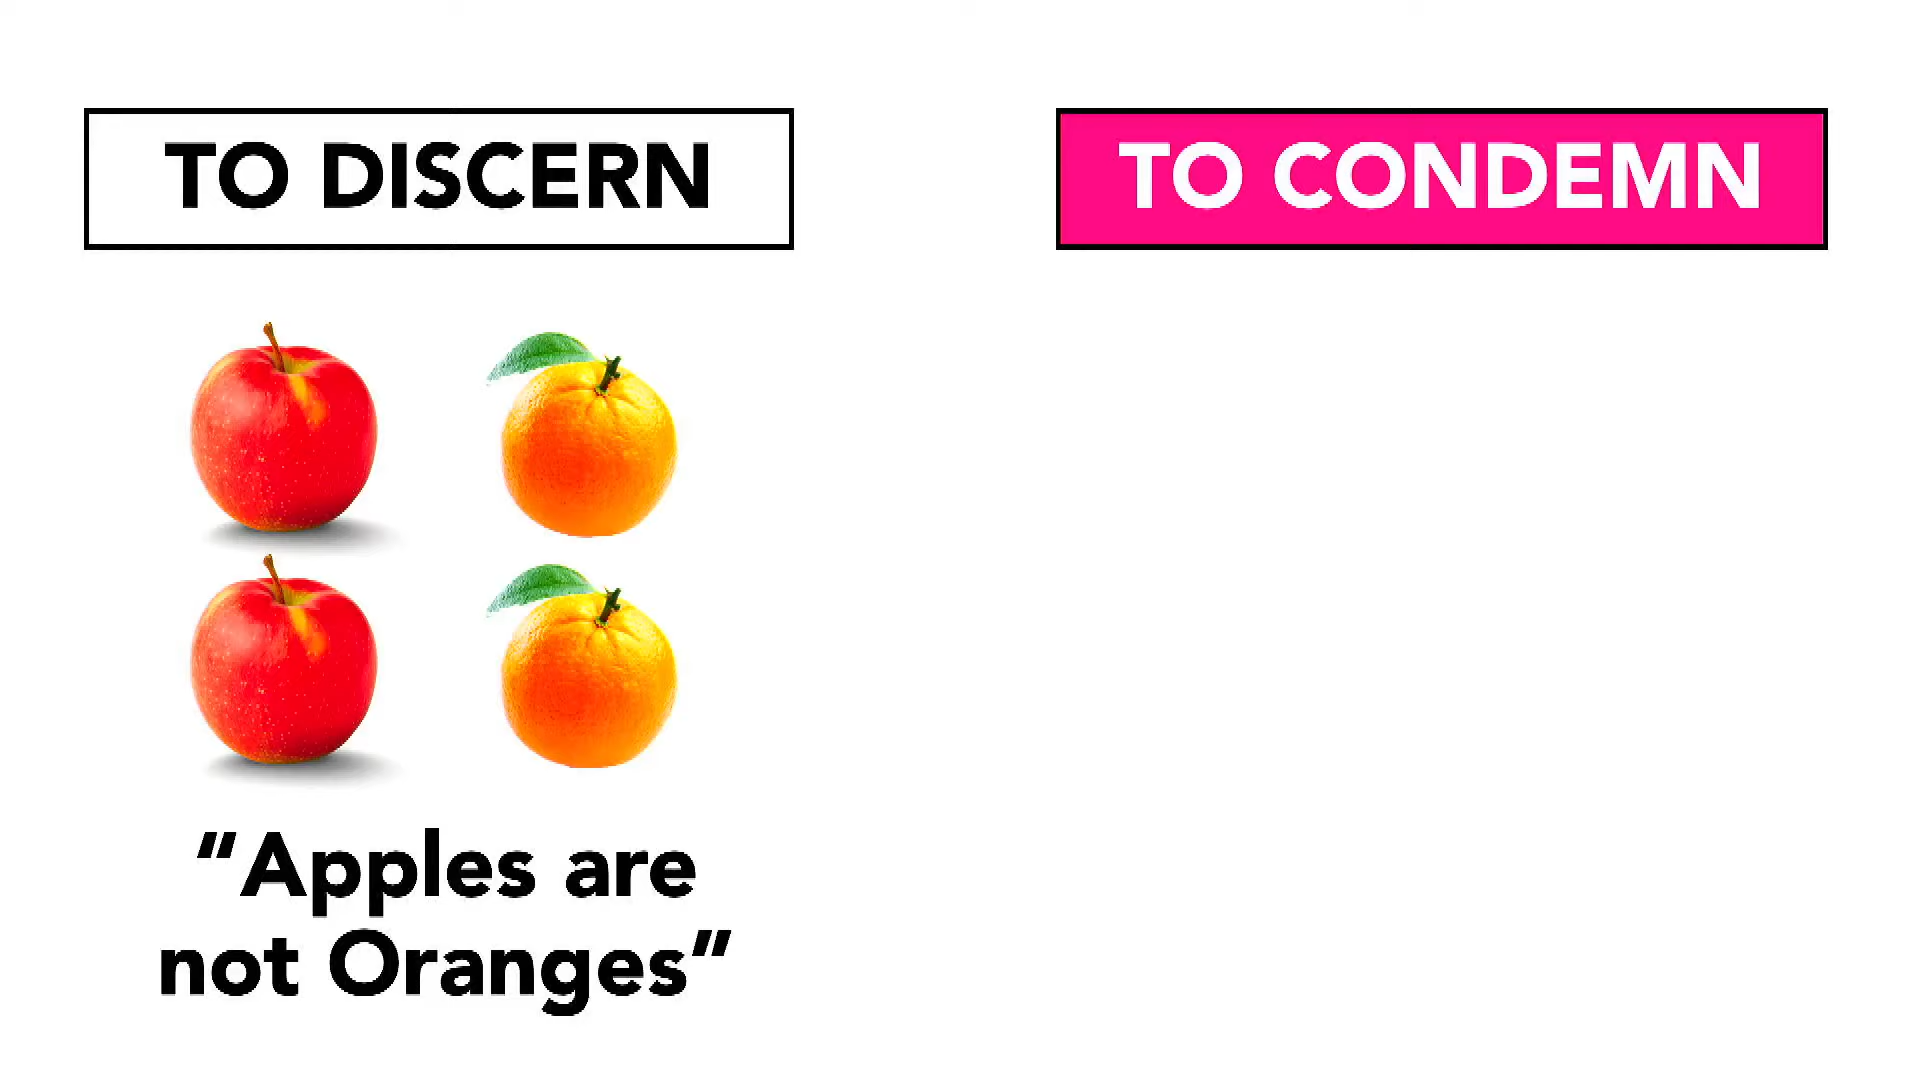 TO DISCERN
TO CONDEMN
“Apples are
not Oranges”